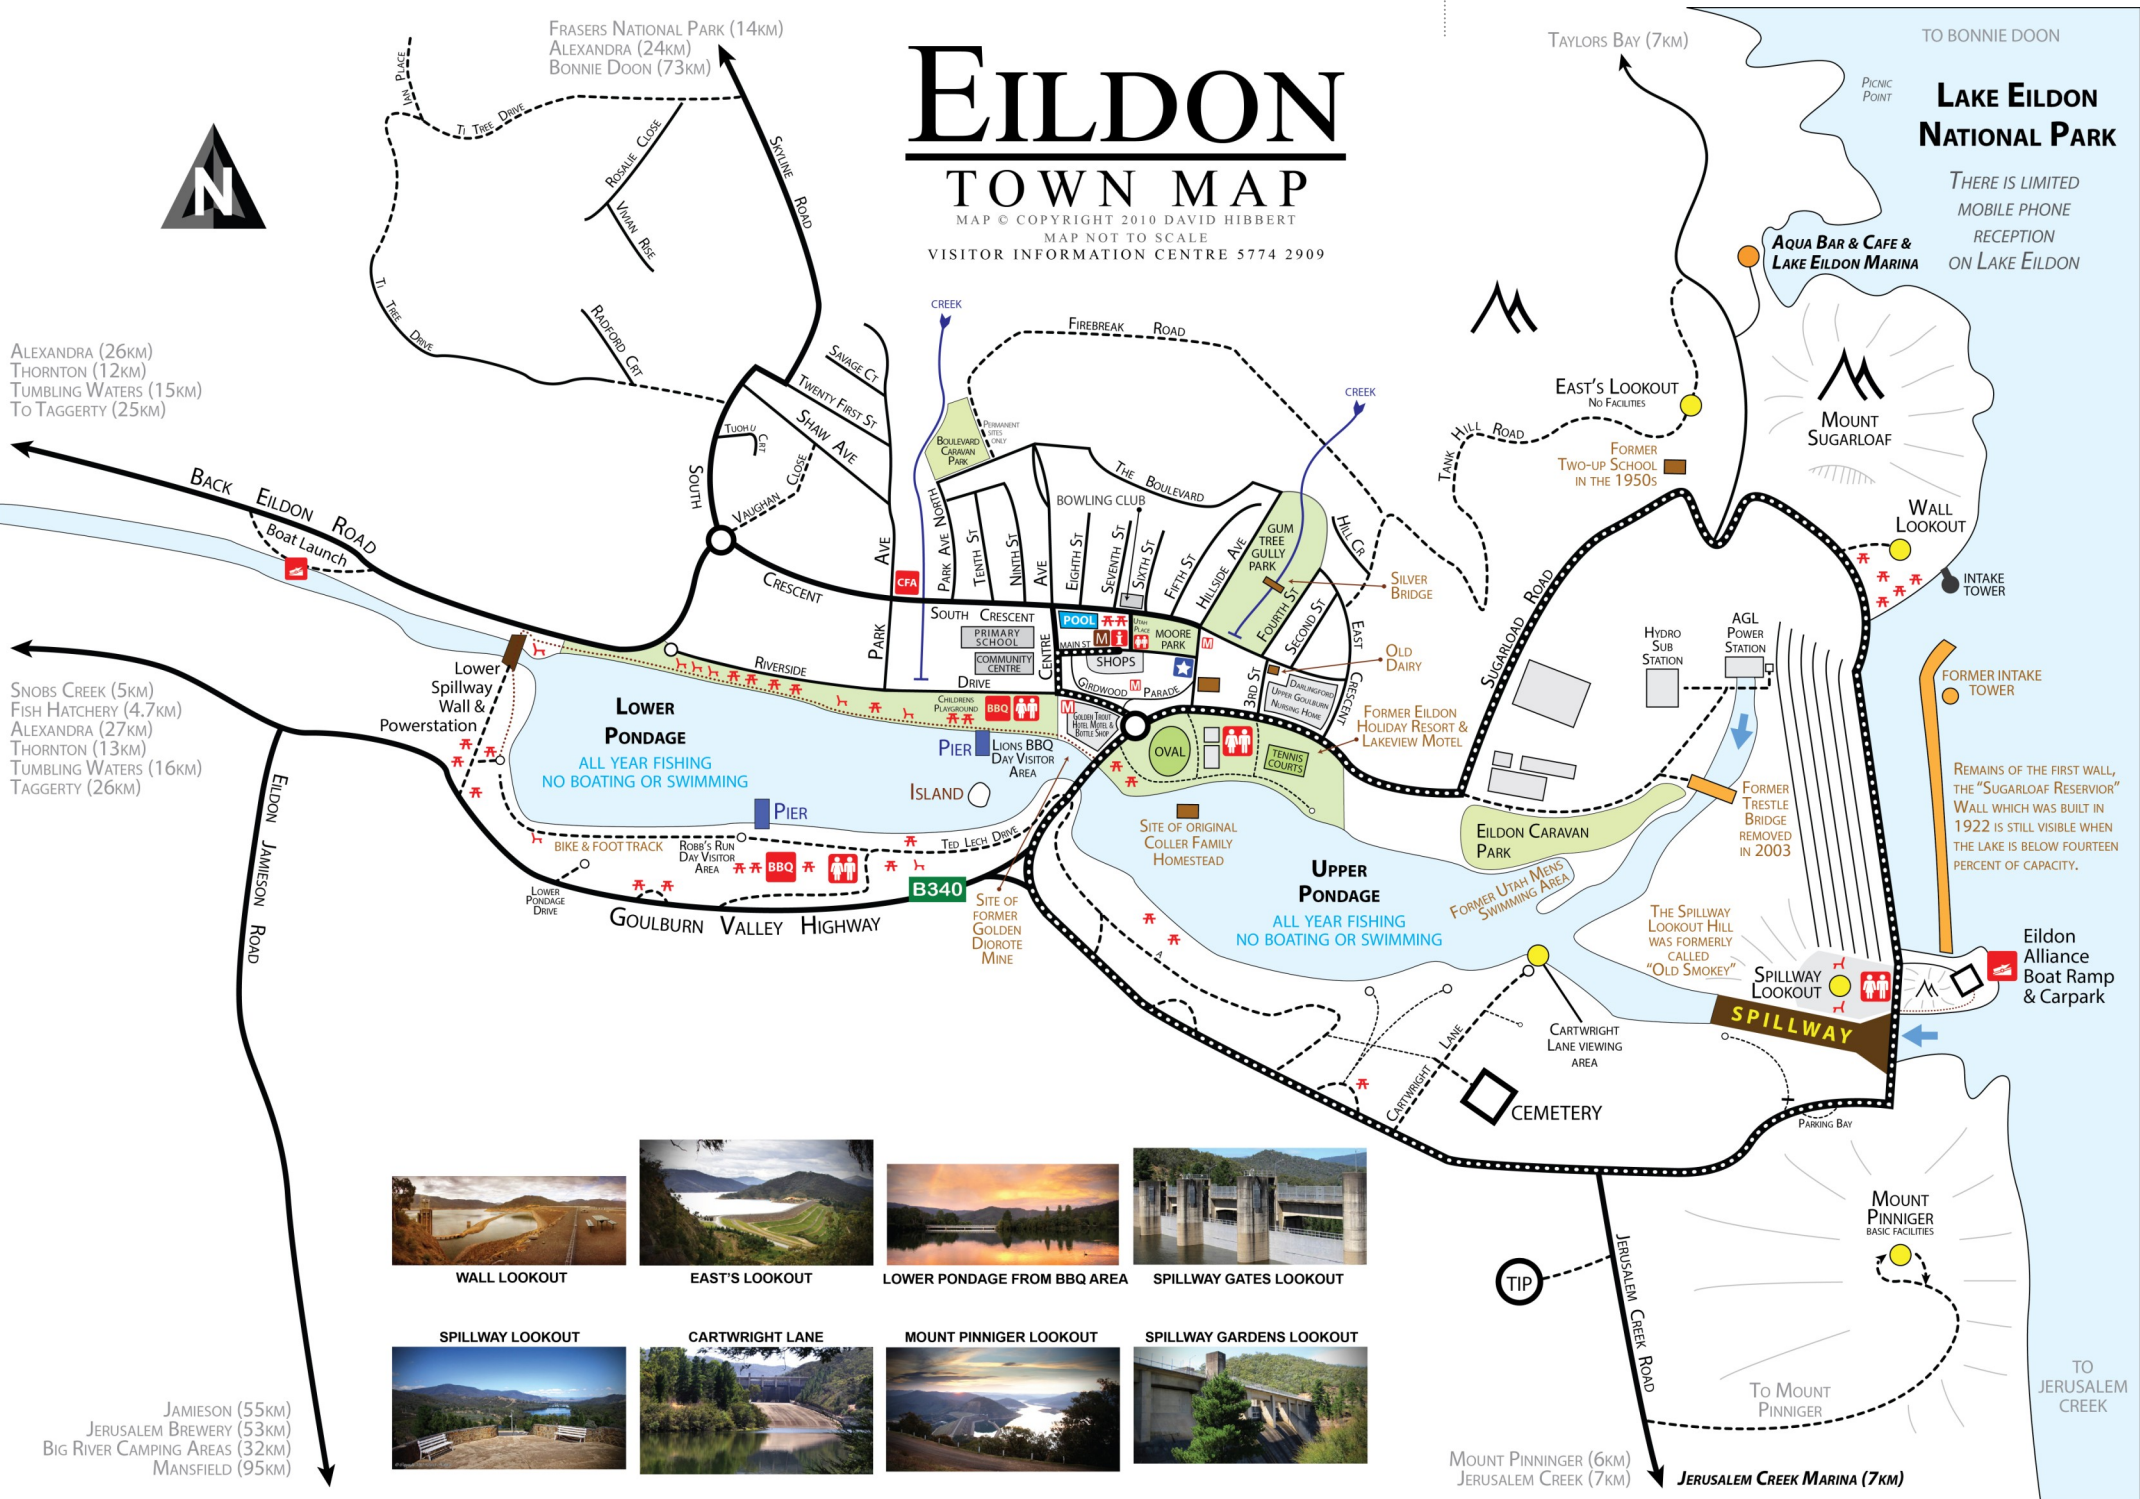 EILDON
TOWN MAP
MAP © COPYRIGHT 2010 DAVID HIBBERT
MAP NOT TO SCALE
VISITOR INFORMATION CENTRE 5774 2909
FRASERS NATIONAL PARK (14KM)
ALEXANDRA (24KM)
BONNIE DOON (73KM)
TAYLORS BAY (7KM)
TO BONNIE DOON
PICNIC
POINT
LAKE EILDON
NATIONAL PARK
THERE IS LIMITED
MOBILE PHONE
RECEPTION
ON LAKE EILDON
AQUA BAR & CAFE &
LAKE EILDON MARINA
N
IAN PLACE
TI TREE DRIVE
ROSALIE CLOSE
VIVIAN RISE
SKYLINE ROAD
TI TREE DRIVE
RADFORD CRT
ALEXANDRA (26KM)
THORNTON (12KM)
TUMBLING WATERS (15KM)
TO TAGGERTY (25KM)
BACK EILDON ROAD
Boat Launch
SAVAGE CT
TWENTY FIRST ST
SHAW AVE
TUOHU CRT
VAUGHAN CLOSE
SOUTH
CRESCENT
CREEK
FIREBREAK ROAD
CREEK
BOULEVARD
CARAVAN
PARK
PERMANENT
SITES
ONLY
THE BOULEVARD
BOWLING CLUB
PARK AVE
PARK AVE NORTH
TENTH ST
NINTH ST
CENTRE AVE
EIGHTH ST
SEVENTH ST
SIXTH ST
FIFTH ST
HILLSIDE AVE
GUM
TREE
GULLY
PARK
HILL CR
FOURTH ST
SECOND ST
EAST CRESCENT
SILVER
BRIDGE
OLD
DAIRY
CFA
SOUTH CRESCENT
PRIMARY
SCHOOL
COMMUNITY
CENTRE
POOL
UTAH
PLACE
MAIN ST
M
i
MOORE
PARK
M
SHOPS
GIRDWOOD PARADE
M
3RD ST
DARLINGFORD
UPPER GOULBURN
NURSING HOME
RIVERSIDE DRIVE
CHILDRENS
PLAYGROUND
BBQ
M
GOLDEN TROUT
HOTEL MOTEL &
BOTTLE SHOP
OVAL
TENNIS
COURTS
FORMER EILDON
HOLIDAY RESORT &
LAKEVIEW MOTEL
EAST'S LOOKOUT
NO FACILITIES
TANK HILL ROAD
FORMER
TWO-UP SCHOOL
IN THE 1950S
MOUNT
SUGARLOAF
WALL
LOOKOUT
INTAKE
TOWER
SUGARLOAF ROAD
HYDRO
SUB
STATION
AGL
POWER
STATION
FORMER INTAKE
TOWER
REMAINS OF THE FIRST WALL,
THE "SUGARLOAF RESERVIOR"
WALL WHICH WAS BUILT IN
1922 IS STILL VISIBLE WHEN
THE LAKE IS BELOW FOURTEEN
PERCENT OF CAPACITY.
FORMER
TRESTLE
BRIDGE
REMOVED
IN 2003
EILDON CARAVAN
PARK
FORMER UTAH MENS
SWIMMING AREA
SNOBS CREEK (5KM)
FISH HATCHERY (4.7KM)
ALEXANDRA (27KM)
THORNTON (13KM)
TUMBLING WATERS (16KM)
TAGGERTY (26KM)
Lower
Spillway
Wall &
Powerstation
LOWER
PONDAGE
ALL YEAR FISHING
NO BOATING OR SWIMMING
PIER
LIONS BBQ
DAY VISITOR
AREA
ISLAND
PIER
BIKE & FOOT TRACK
ROBB'S RUN
DAY VISITOR
AREA
BBQ
TED LECH DRIVE
LOWER
PONDAGE
DRIVE
B340
GOULBURN VALLEY HIGHWAY
EILDON JAMIESON ROAD
SITE OF
FORMER
GOLDEN
DIOROTE
MINE
SITE OF ORIGINAL
COLLER FAMILY
HOMESTEAD
UPPER
PONDAGE
ALL YEAR FISHING
NO BOATING OR SWIMMING
THE SPILLWAY
LOOKOUT HILL
WAS FORMERLY
CALLED
"OLD SMOKEY"
SPILLWAY
LOOKOUT
SPILLWAY
Eildon
Alliance
Boat Ramp
& Carpark
CARTWRIGHT
LANE VIEWING
AREA
CARTWRIGHT LANE
CEMETERY
PARKING BAY
MOUNT
PINNIGER
BASIC FACILITIES
TIP
JERUSALEM CREEK ROAD
TO MOUNT
PINNIGER
TO
JERUSALEM
CREEK
MOUNT PINNINGER (6KM)
JERUSALEM CREEK (7KM)
JERUSALEM CREEK MARINA (7KM)
JAMIESON (55KM)
JERUSALEM BREWERY (53KM)
BIG RIVER CAMPING AREAS (32KM)
MANSFIELD (95KM)
WALL LOOKOUT
EAST'S LOOKOUT
LOWER PONDAGE FROM BBQ AREA
SPILLWAY GATES LOOKOUT
SPILLWAY LOOKOUT
CARTWRIGHT LANE
MOUNT PINNIGER LOOKOUT
SPILLWAY GARDENS LOOKOUT